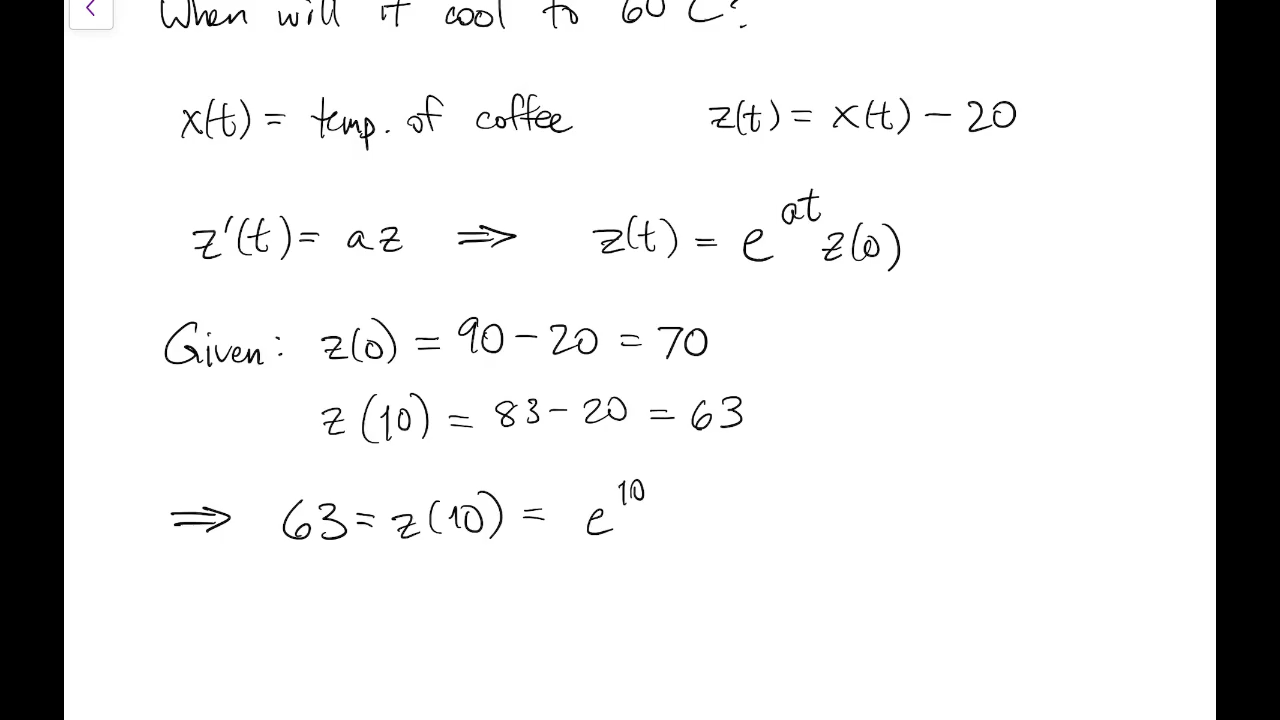 When will it cool to 60°C?
x(t) = temp. of coffee z(t) = x(t) - 20
z'(t) = az ⇒ z(t) = e^{at} z(0)
Given: z(0) = 90 - 20 = 70
z(10) = 83 - 20 = 63
⇒ 63 = z(10) = e^{10}